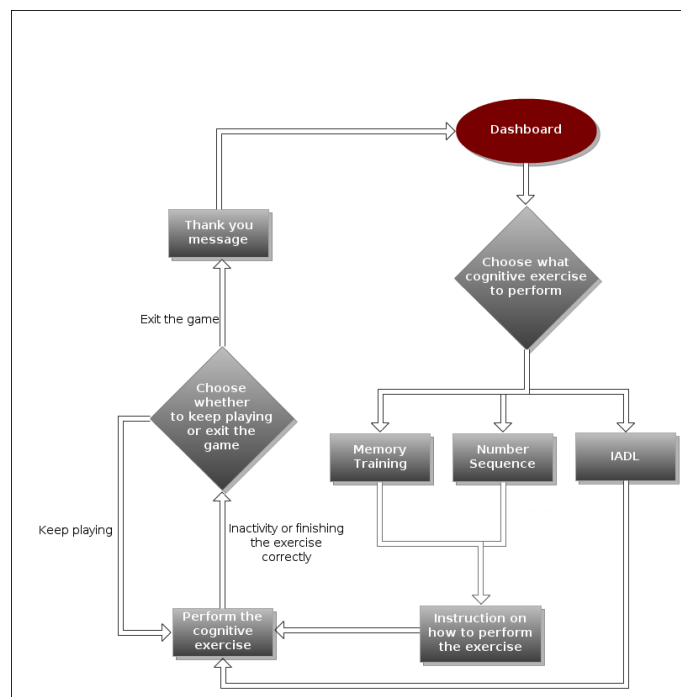 Dashboard
Thank you
message
Choose what
cognitive exercise
to perform
Exit the game
Choose
whether
to keep playing
or exit the
game
Memory
Training
Number
Sequence
IADL
Keep playing
Inactivity or finishing
the exercise
correctly
Perform the
cognitive
exercise
Instruction on
how to perform
the exercise